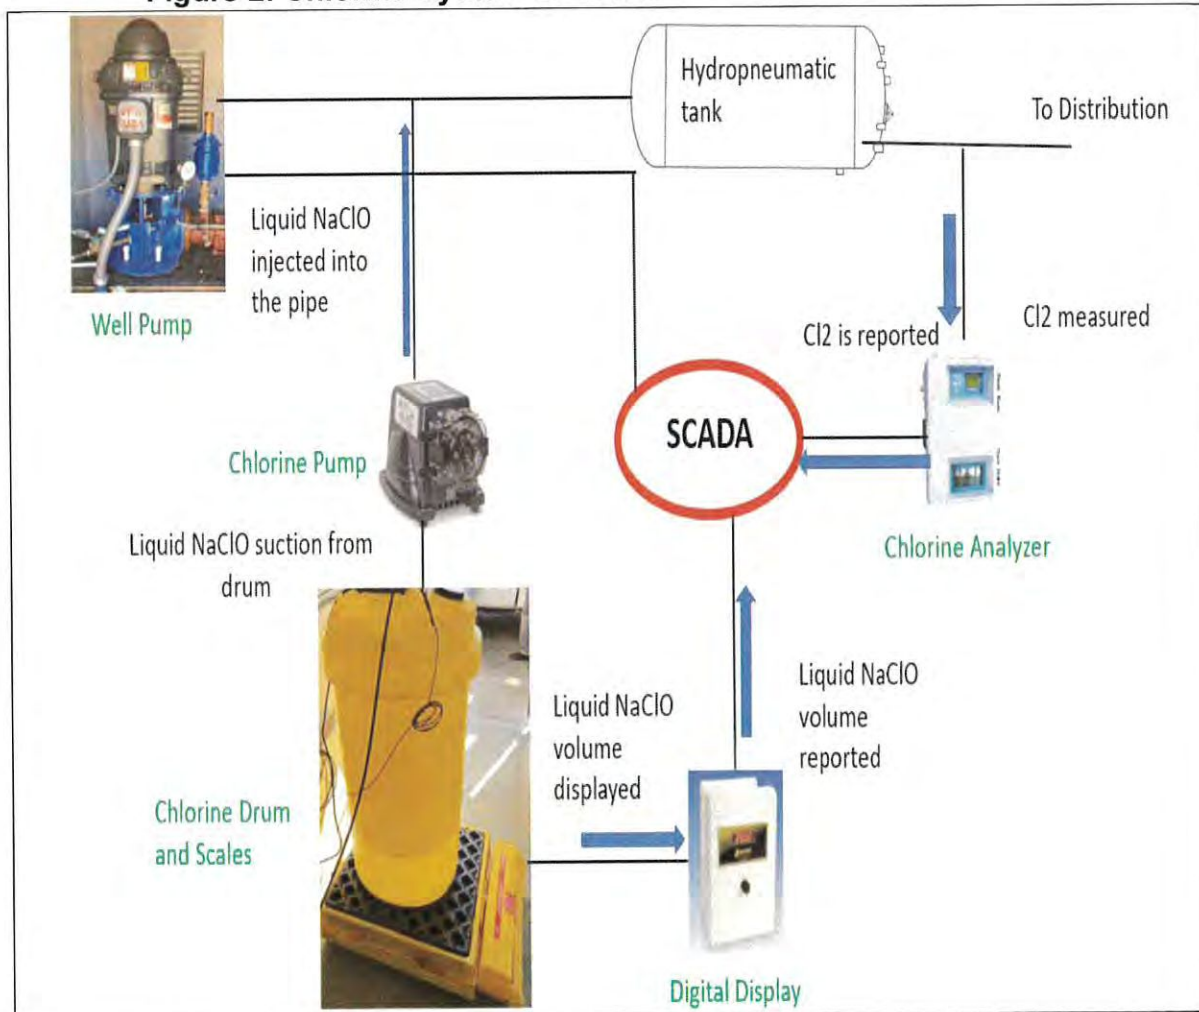 Hydropneumatic
tank
To Distribution
Liquid NaClO
injected into
the pipe
Well Pump
Cl2 is reported
Cl2 measured
SCADA
Chlorine Pump
Chlorine Analyzer
Liquid NaClO suction from
drum
Liquid NaClO
volume
displayed
Liquid NaClO
volume
reported
Chlorine Drum
and Scales
Digital Display